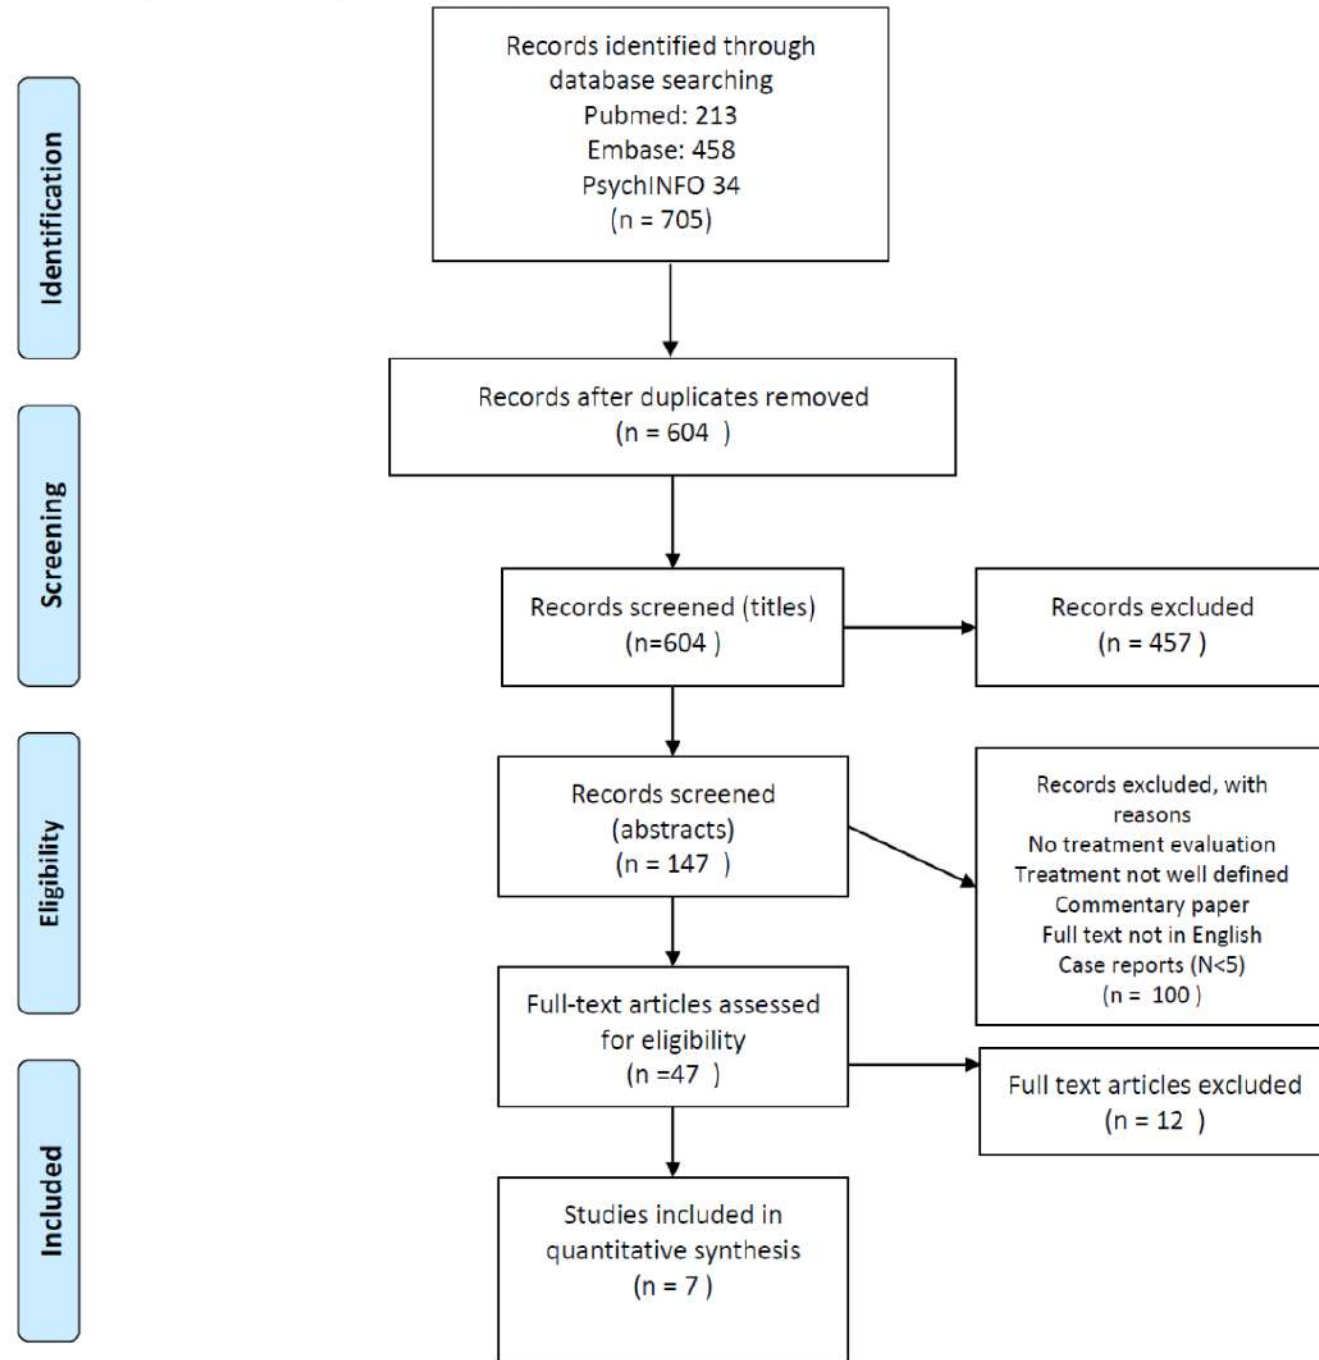 Identification
Records identified through
database searching
Pubmed: 213
Embase: 458
PsychINFO 34
(n = 705)
Records after duplicates removed
(n = 604 )
Screening
Records screened (titles)
(n=604 )
Records excluded
(n = 457 )
Eligibility
Records screened
(abstracts)
(n = 147 )
Records excluded, with
reasons
No treatment evaluation
Treatment not well defined
Commentary paper
Full text not in English
Case reports (N<5)
(n = 100 )
Full-text articles assessed
for eligibility
(n =47 )
Full text articles excluded
(n = 12 )
Included
Studies included in
quantitative synthesis
(n = 7 )